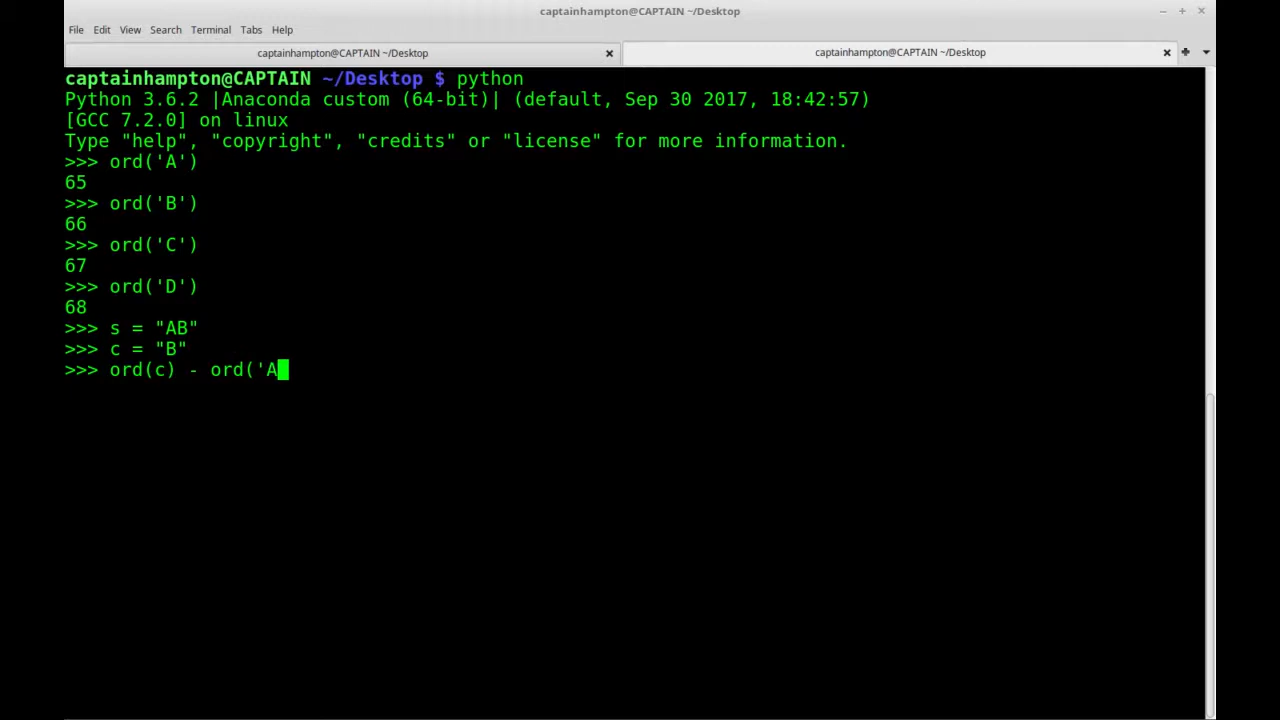 captainhampton@CAPTAIN ~/Desktop
File Edit View Search Terminal Tabs Help
captainhampton@CAPTAIN ~/Desktop captainhampton@CAPTAIN ~/Desktop
captainhampton@CAPTAIN ~/Desktop $ python
Python 3.6.2 |Anaconda custom (64-bit)| (default, Sep 30 2017, 18:42:57)
[GCC 7.2.0] on linux
Type "help", "copyright", "credits" or "license" for more information.
>>> ord('A')
65
>>> ord('B')
66
>>> ord('C')
67
>>> ord('D')
68
>>> s = "AB"
>>> c = "B"
>>> ord(c) - ord('A